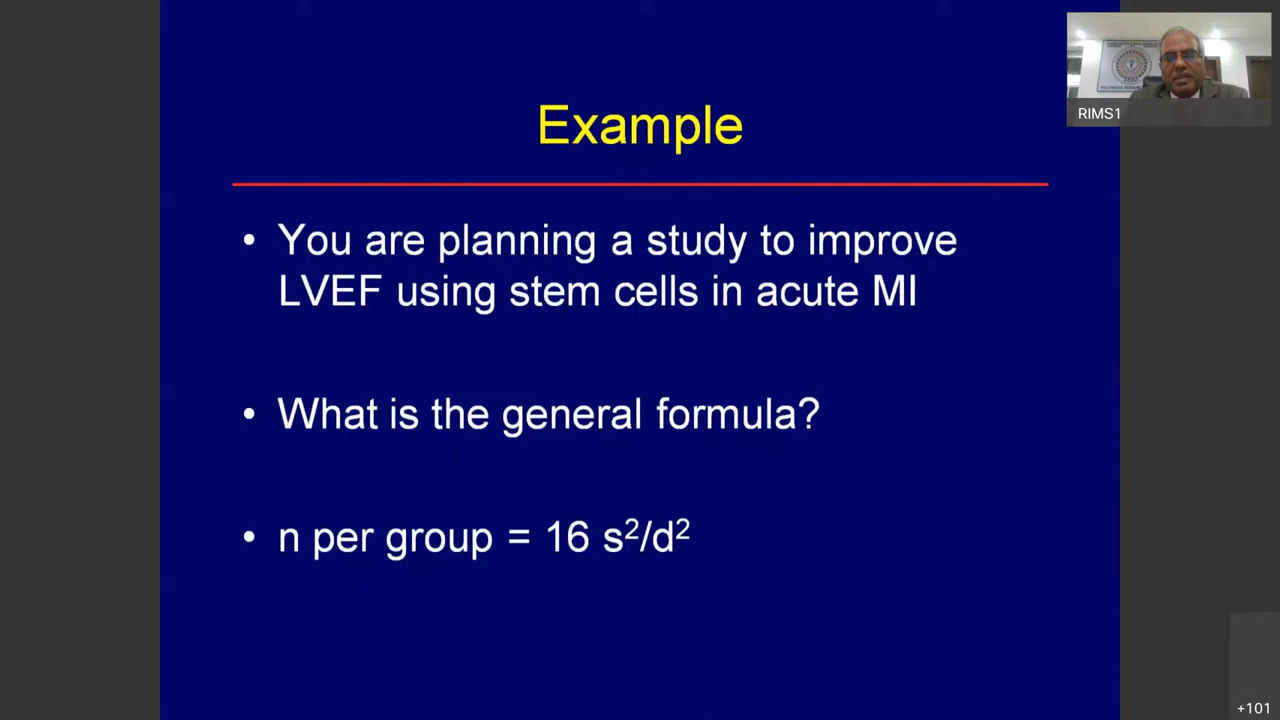 Example
• You are planning a study to improve
LVEF using stem cells in acute MI
• What is the general formula?
• n per group = 16 s²/d²
RIMS1
+101